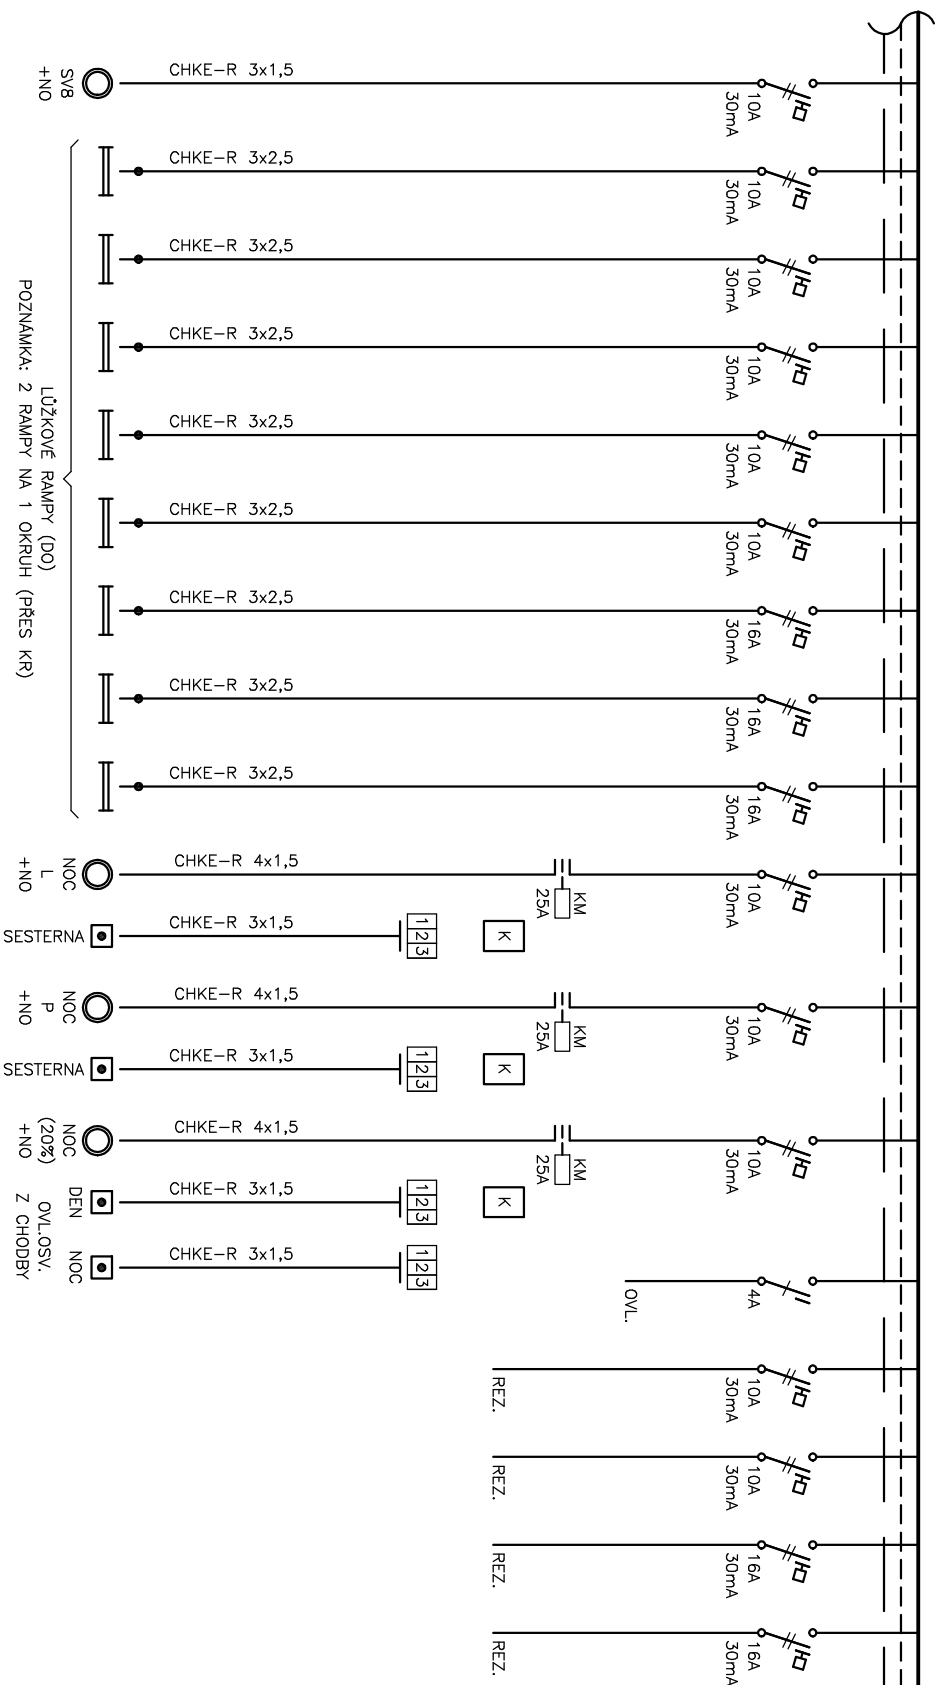 CHKE-R 3x1,5
10A
30mA
SV8
+NO
CHKE-R 3x2,5
10A
30mA
CHKE-R 3x2,5
10A
30mA
CHKE-R 3x2,5
10A
30mA
CHKE-R 3x2,5
10A
30mA
CHKE-R 3x2,5
10A
30mA
CHKE-R 3x2,5
16A
30mA
CHKE-R 3x2,5
16A
30mA
CHKE-R 3x2,5
16A
30mA
LŮŽKOVÉ RAMPY (DO)
POZNÁMKA: 2 RAMPY NA 1 OKRUH (PŘES KR)
CHKE-R 4x1,5
10A
30mA
KM
25A
NOC
L
+NO
CHKE-R 3x1,5
1 2 3
K
SESTERNA
CHKE-R 4x1,5
10A
30mA
KM
25A
NOC
P
+NO
CHKE-R 3x1,5
1 2 3
K
SESTERNA
CHKE-R 4x1,5
10A
30mA
KM
25A
NOC
(20%)
+NO
CHKE-R 3x1,5
1 2 3
K
DEN
CHKE-R 3x1,5
1 2 3
NOC
OVL.OSV.
Z CHODBY
4A
OVL.
10A
30mA
REZ.
10A
30mA
REZ.
16A
30mA
REZ.
16A
30mA
REZ.